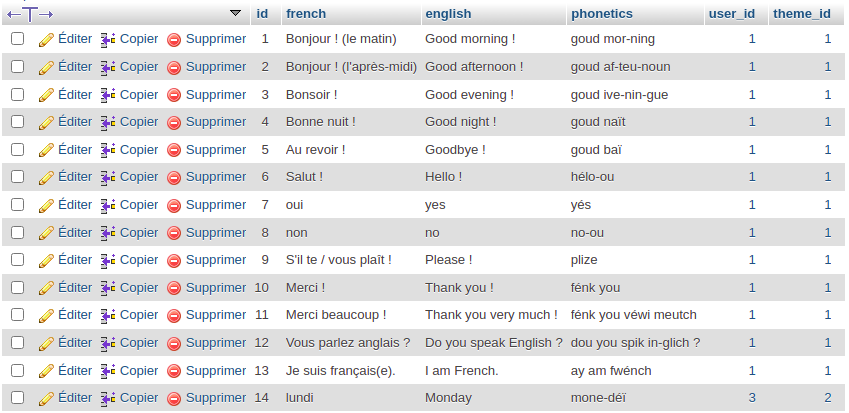 id french english phonetics user_id theme_id
Éditer Copier Supprimer 1 Bonjour ! (le matin) Good morning ! goud mor-ning 1 1
Éditer Copier Supprimer 2 Bonjour ! (l'après-midi) Good afternoon ! goud af-teu-noun 1 1
Éditer Copier Supprimer 3 Bonsoir ! Good evening ! goud ive-nin-gue 1 1
Éditer Copier Supprimer 4 Bonne nuit ! Good night ! goud naït 1 1
Éditer Copier Supprimer 5 Au revoir ! Goodbye ! goud baï 1 1
Éditer Copier Supprimer 6 Salut ! Hello ! hélo-ou 1 1
Éditer Copier Supprimer 7 oui yes yés 1 1
Éditer Copier Supprimer 8 non no no-ou 1 1
Éditer Copier Supprimer 9 S'il te / vous plaît ! Please ! plize 1 1
Éditer Copier Supprimer 10 Merci ! Thank you ! fénk you 1 1
Éditer Copier Supprimer 11 Merci beaucoup ! Thank you very much ! fénk you véwi meutch 1 1
Éditer Copier Supprimer 12 Vous parlez anglais ? Do you speak English ? dou you spik in-glich ? 1 1
Éditer Copier Supprimer 13 Je suis français(e). I am French. ay am fwénch 1 1
Éditer Copier Supprimer 14 lundi Monday mone-déï 3 2